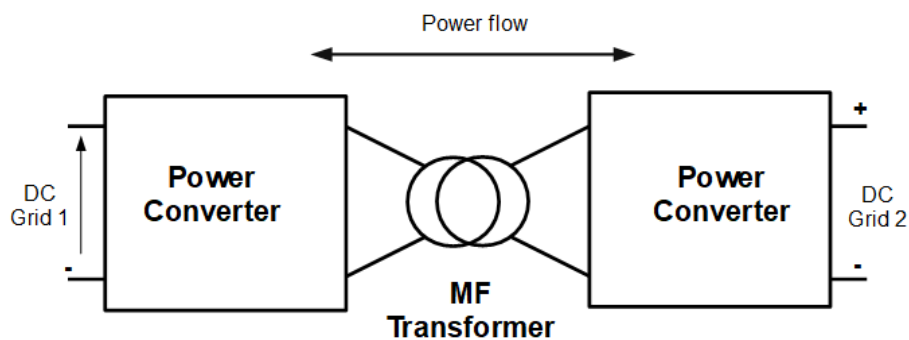 Power flow
Power
Converter
DC
Grid 1
-
MF
Transformer
Power
Converter
+
DC
Grid 2
-